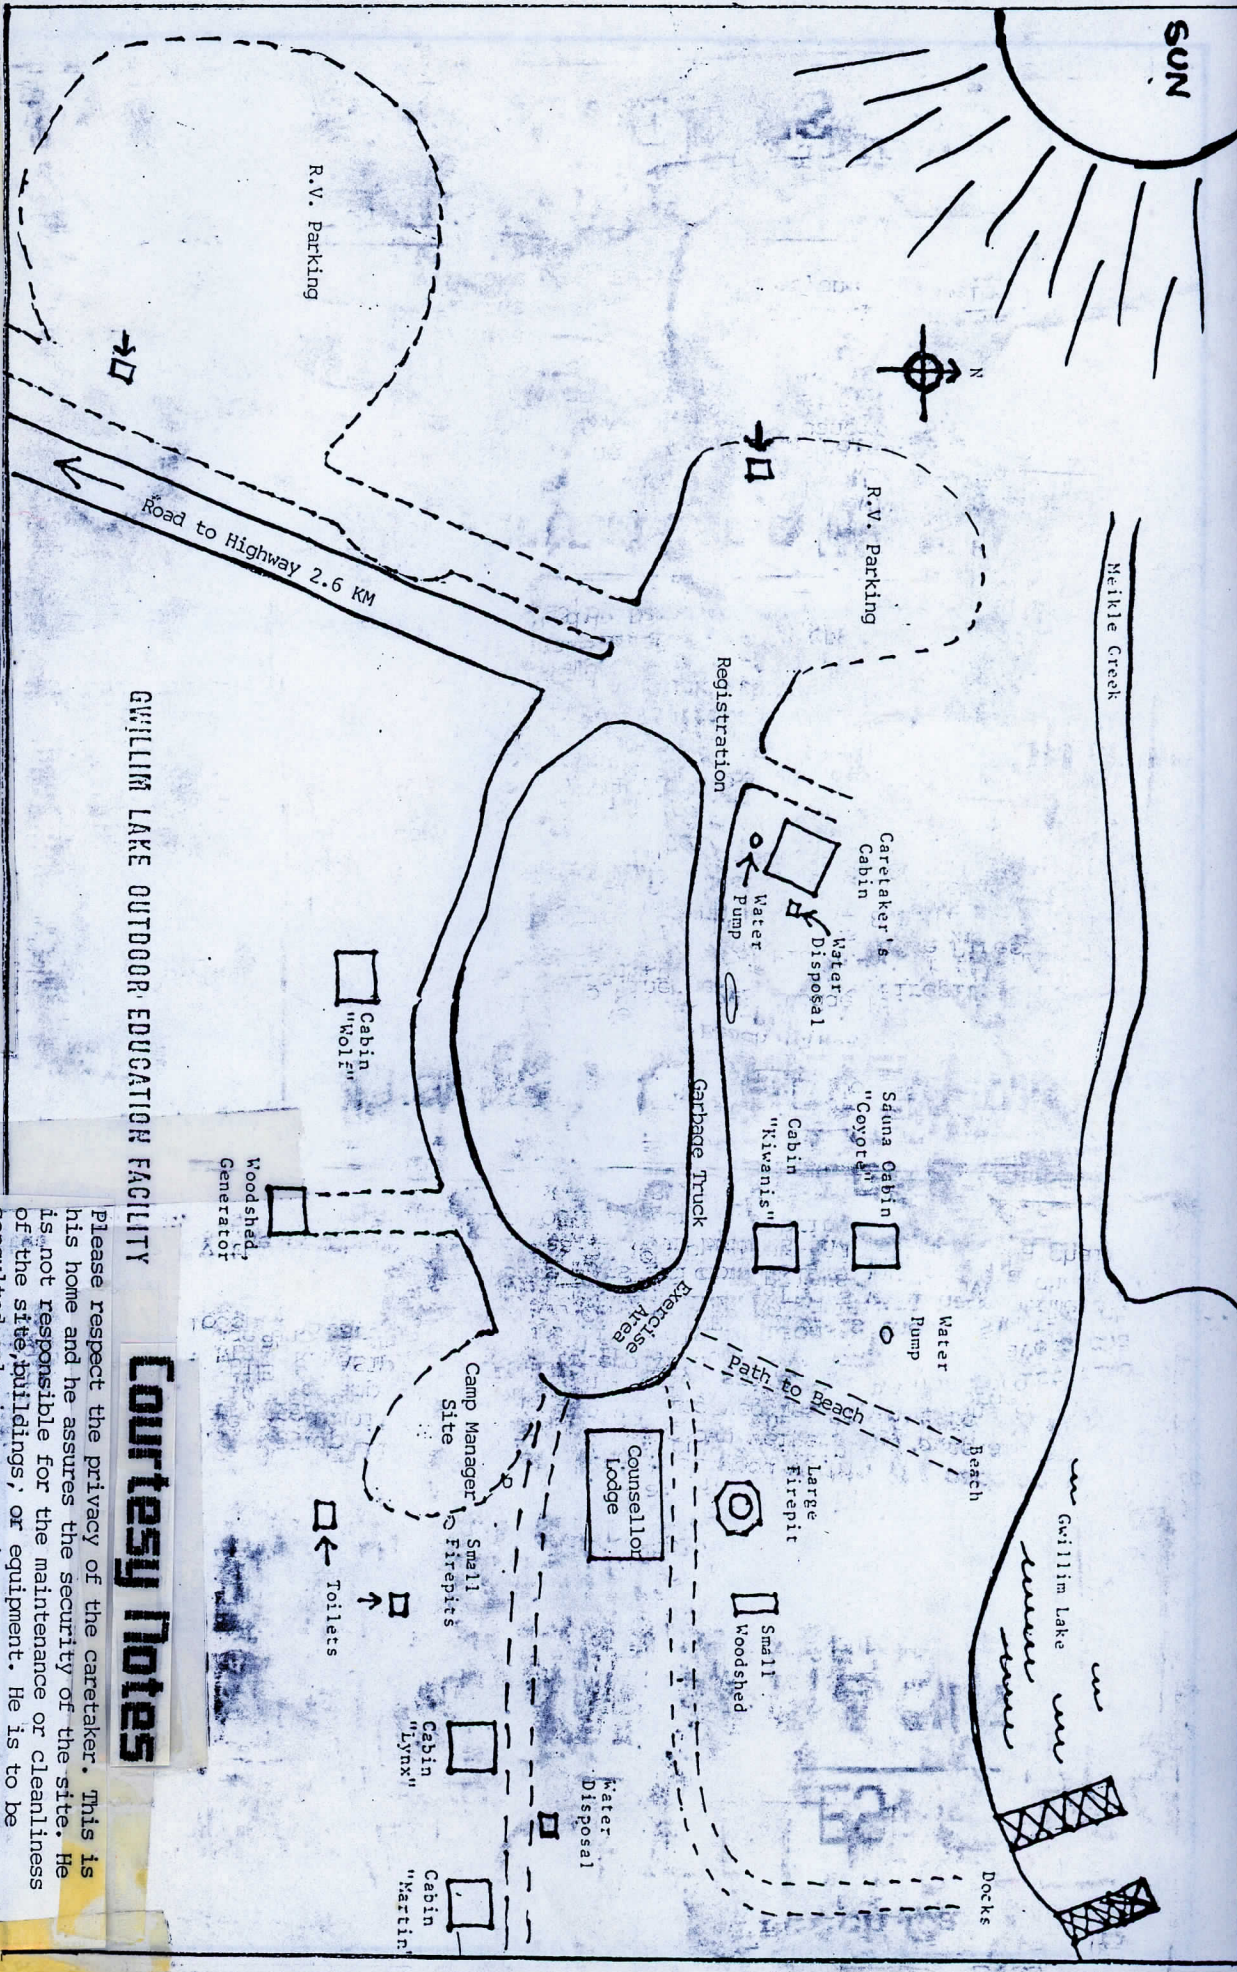 SUN
N
Meikle Creek
Gwillim Lake
R.V. Parking
R.V. Parking
Registration
Caretaker's
Cabin
Water
Pump
Water
Disposal
Sauna Cabin
"Coyote"
Cabin
"Kiwanis"
Water
Pump
Beach
Path to Beach
Docks
Garbage Truck
Exercise
Area
Large
Firepit
Small
Woodshed
Counsellor
Lodge
Road to Highway 2.6 KM
Cabin
"Wolf"
Woodshed,
Generator
Camp Manager
Site
Small
Firepits
Toilets
Water
Disposal
Cabin
"Lynx"
Cabin
"Martin"
GWILLIM LAKE OUTDOOR EDUCATION FACILITY
Courtesy Notes
Please respect the privacy of the caretaker. This is
his home and he assures the security of the site. He
is not responsible for the maintenance or cleanliness
of the site, buildings, or equipment. He is to be